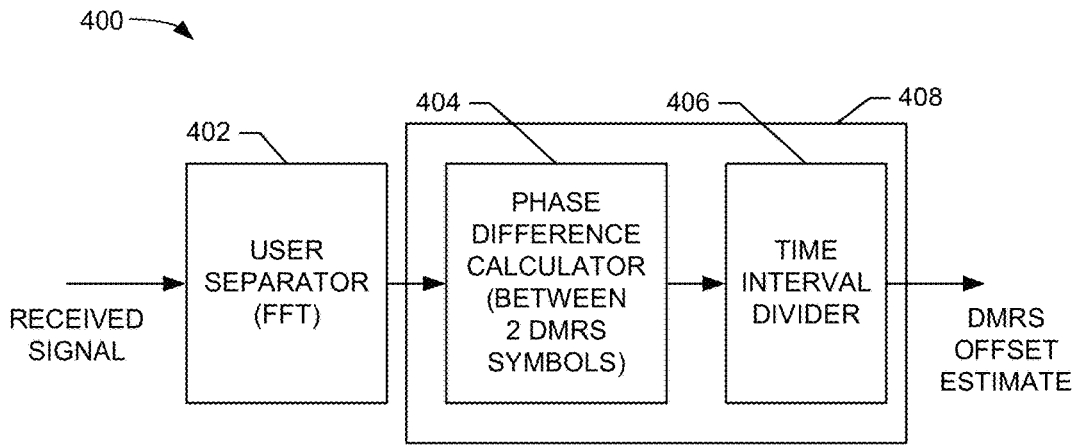 400
402
404
406
408
RECEIVED
SIGNAL
USER
SEPARATOR
(FFT)
PHASE
DIFFERENCE
CALCULATOR
(BETWEEN
2 DMRS
SYMBOLS)
TIME
INTERVAL
DIVIDER
DMRS
OFFSET
ESTIMATE